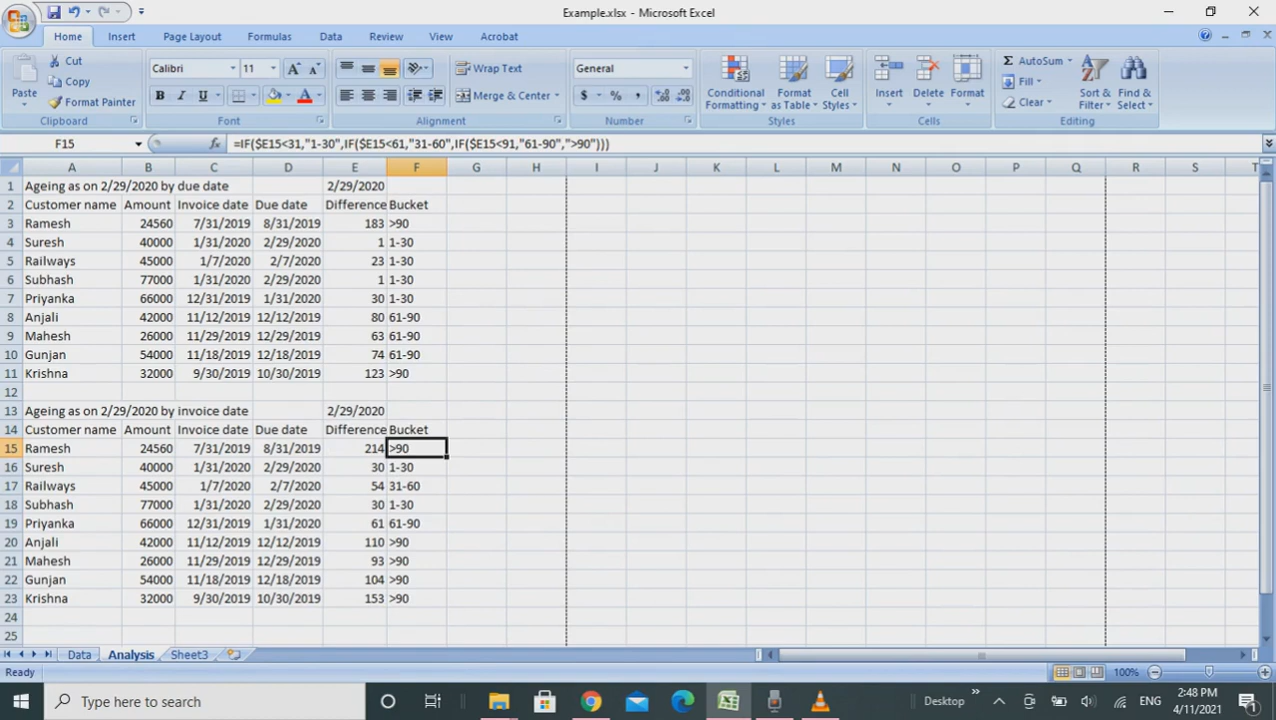 Example.xlsx - Microsoft Excel
Home Insert Page Layout Formulas Data Review View Acrobat
Paste Cut Copy Format Painter Clipboard
Calibri 11 B I U A Font
Wrap Text Merge & Center Alignment
General $ % , Number
Conditional Formatting Format as Table Cell Styles Styles
Insert Delete Format Cells
Σ AutoSum Fill Clear Sort & Filter Find & Select Editing
F15 fx =IF($E15<31,"1-30",IF($E15<61,"31-60",IF($E15<91,"61-90",">90")))
A B C D E F G H I J K L M N O P Q R S T
1 Ageing as on 2/29/2020 by due date 2/29/2020
2 Customer name Amount Invoice date Due date Difference Bucket
3 Ramesh 24560 7/31/2019 8/31/2019 183 >90
4 Suresh 40000 1/31/2020 2/29/2020 1 1-30
5 Railways 45000 1/7/2020 2/7/2020 23 1-30
6 Subhash 77000 1/31/2020 2/29/2020 1 1-30
7 Priyanka 66000 12/31/2019 1/31/2020 30 1-30
8 Anjali 42000 11/12/2019 12/12/2019 80 61-90
9 Mahesh 26000 11/29/2019 12/29/2019 63 61-90
10 Gunjan 54000 11/18/2019 12/18/2019 74 61-90
11 Krishna 32000 9/30/2019 10/30/2019 123 >90
12
13 Ageing as on 2/29/2020 by invoice date 2/29/2020
14 Customer name Amount Invoice date Due date Difference Bucket
15 Ramesh 24560 7/31/2019 8/31/2019 214 >90
16 Suresh 40000 1/31/2020 2/29/2020 30 1-30
17 Railways 45000 1/7/2020 2/7/2020 54 31-60
18 Subhash 77000 1/31/2020 2/29/2020 30 1-30
19 Priyanka 66000 12/31/2019 1/31/2020 61 61-90
20 Anjali 42000 11/12/2019 12/12/2019 110 >90
21 Mahesh 26000 11/29/2019 12/29/2019 93 >90
22 Gunjan 54000 11/18/2019 12/18/2019 104 >90
23 Krishna 32000 9/30/2019 10/30/2019 153 >90
24
25
Data Analysis Sheet3
Ready 100%
Type here to search Desktop ENG 2:48 PM
4/11/2021 1